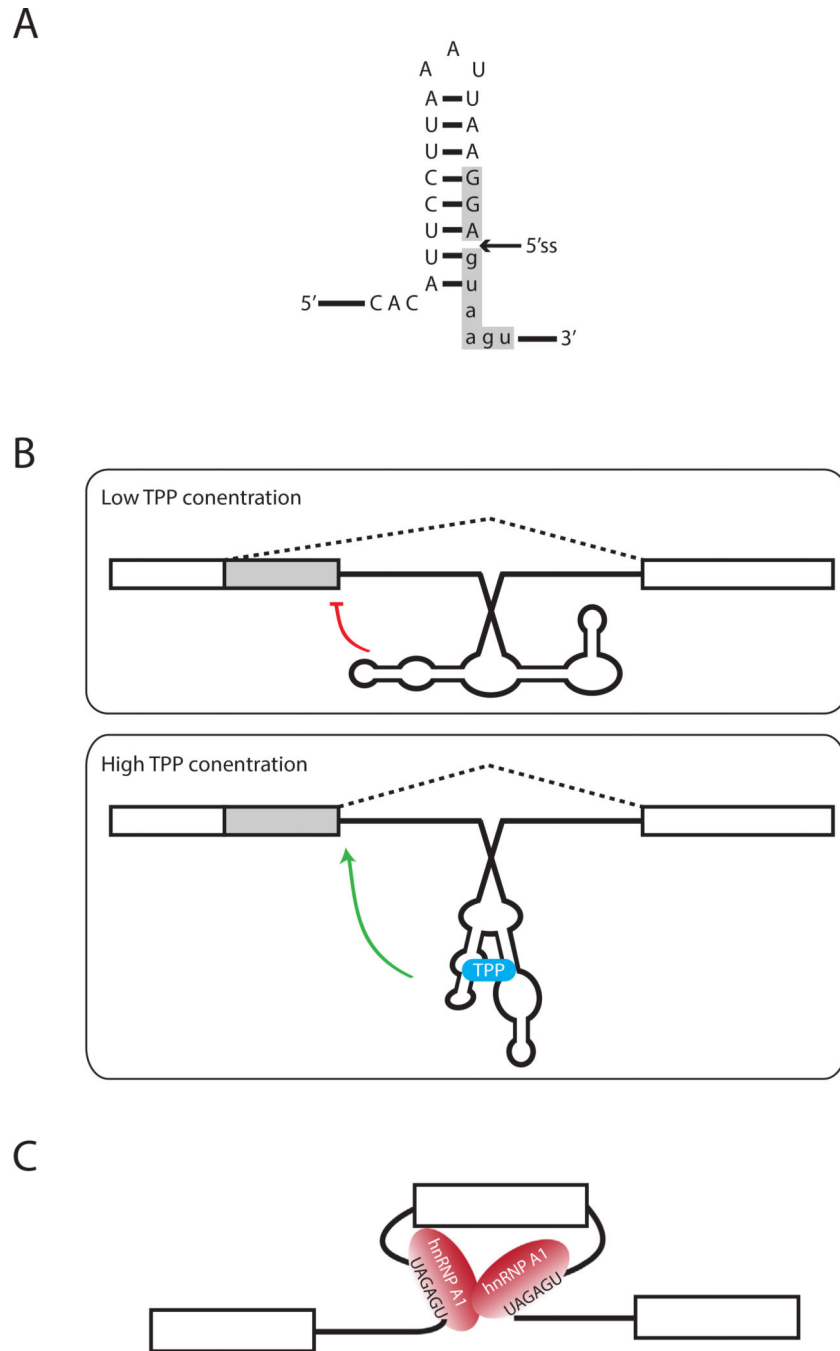 A
A
A U
A U
U A
U A
C G
C G
U A
5'ss
U g
A u
a
5' C A C
a g u 3'
B
Low TPP conentration
High TPP conentration
TPP
C
hnRNP A1 hnRNP A1
UAGAGU UAGAGU